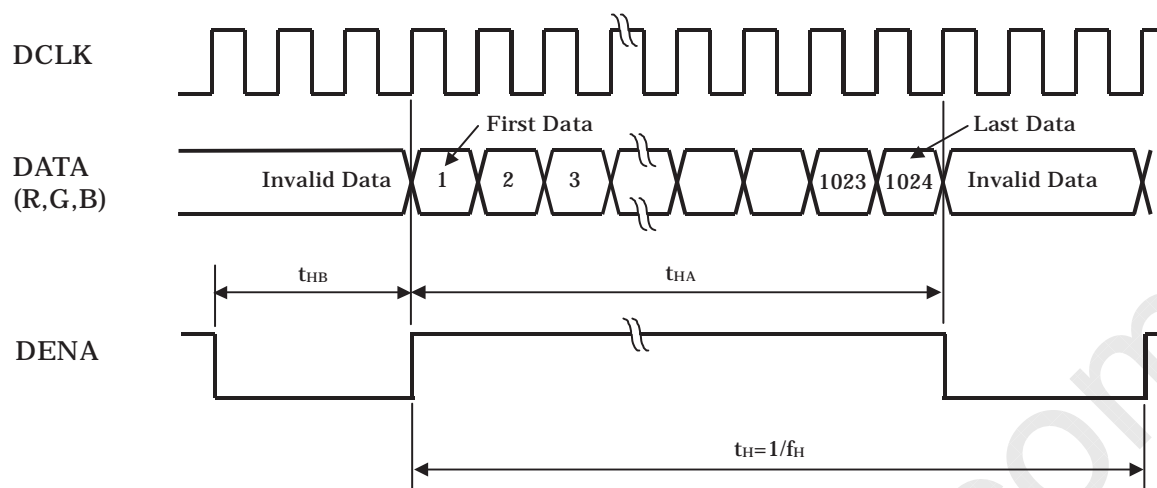 DCLK
First Data
Last Data
DATA
(R,G,B)
Invalid Data
1
2
3
1023
1024
Invalid Data
tHB
tHA
DENA
tH=1/fH
com